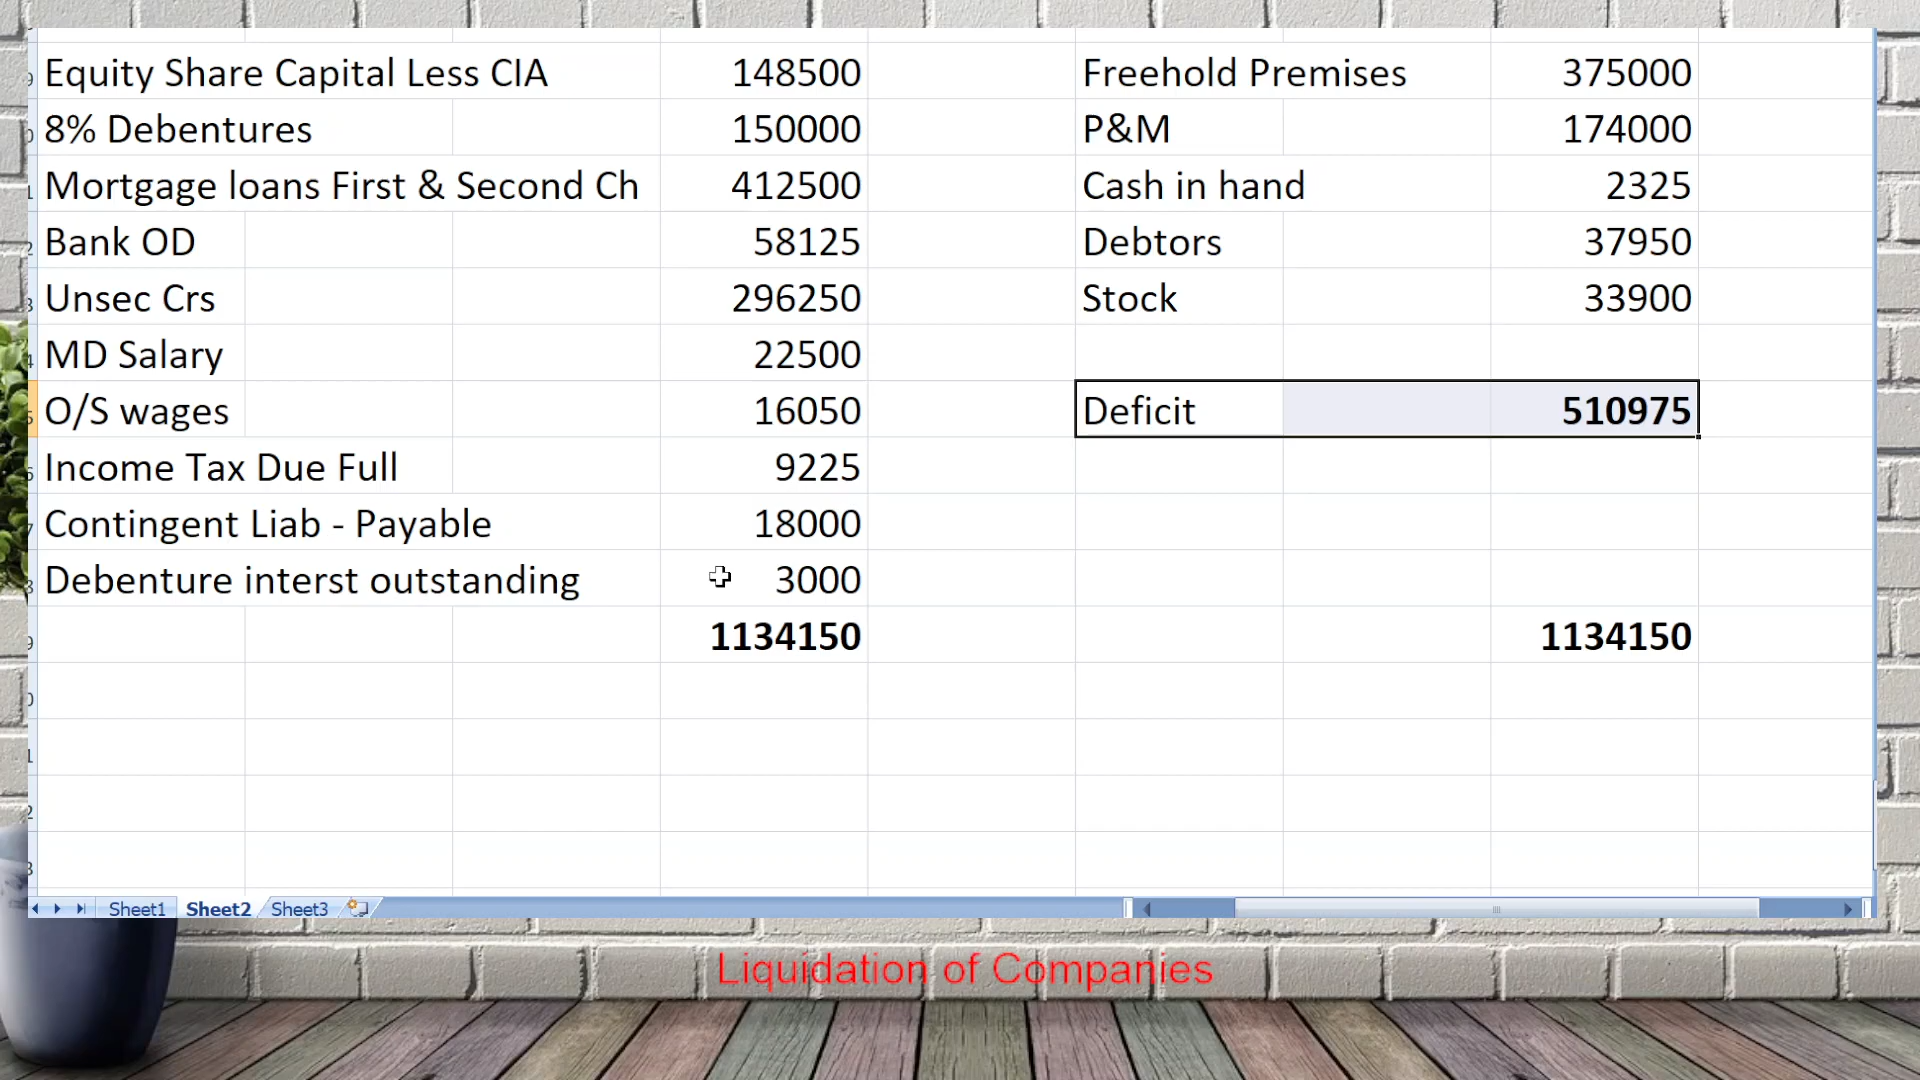 Equity Share Capital Less CIA 148500 Freehold Premises 375000
8% Debentures 150000 P&M 174000
Mortgage loans First & Second Ch 412500 Cash in hand 2325
Bank OD 58125 Debtors 37950
Unsec Crs 296250 Stock 33900
MD Salary 22500
O/S wages 16050 Deficit 510975
Income Tax Due Full 9225
Contingent Liab - Payable 18000
Debenture interst outstanding 3000
1134150 1134150
Sheet1 Sheet2 Sheet3
Liquidation of Companies